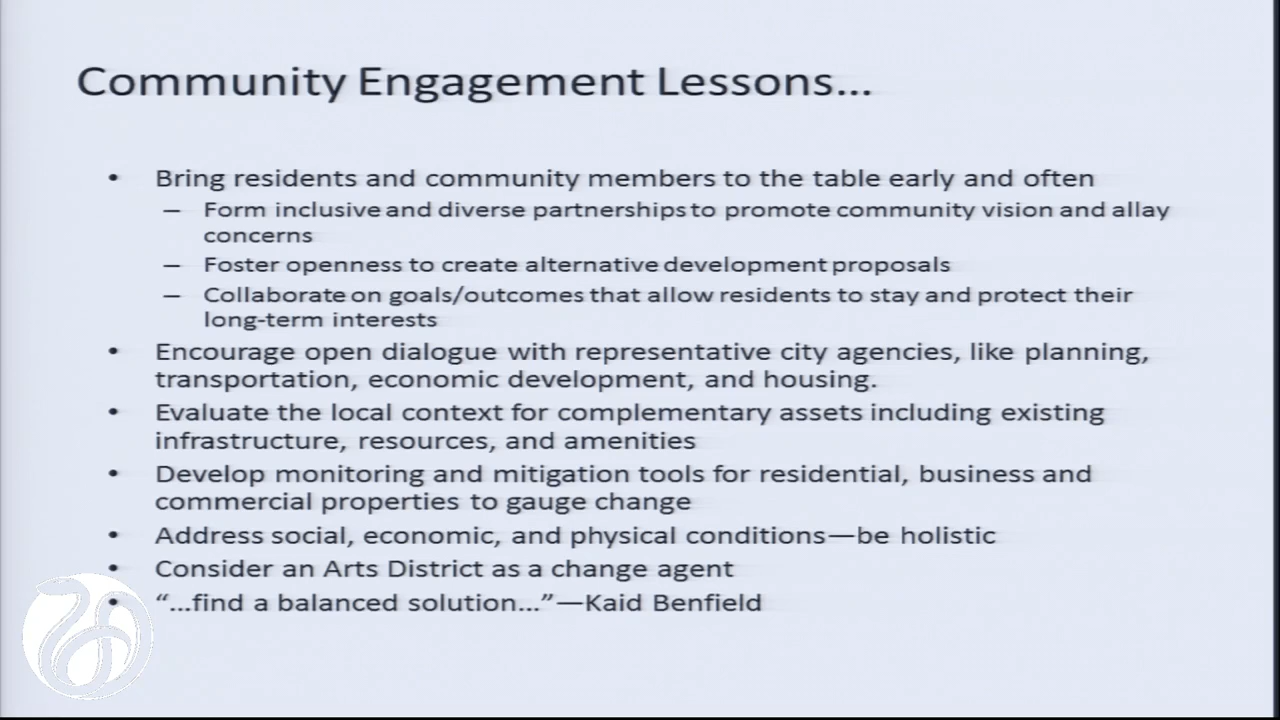 Community Engagement Lessons...
• Bring residents and community members to the table early and often
– Form inclusive and diverse partnerships to promote community vision and allay
concerns
– Foster openness to create alternative development proposals
– Collaborate on goals/outcomes that allow residents to stay and protect their
long-term interests
• Encourage open dialogue with representative city agencies, like planning,
transportation, economic development, and housing.
• Evaluate the local context for complementary assets including existing
infrastructure, resources, and amenities
• Develop monitoring and mitigation tools for residential, business and
commercial properties to gauge change
• Address social, economic, and physical conditions—be holistic
• Consider an Arts District as a change agent
• “...find a balanced solution...”—Kaid Benfield